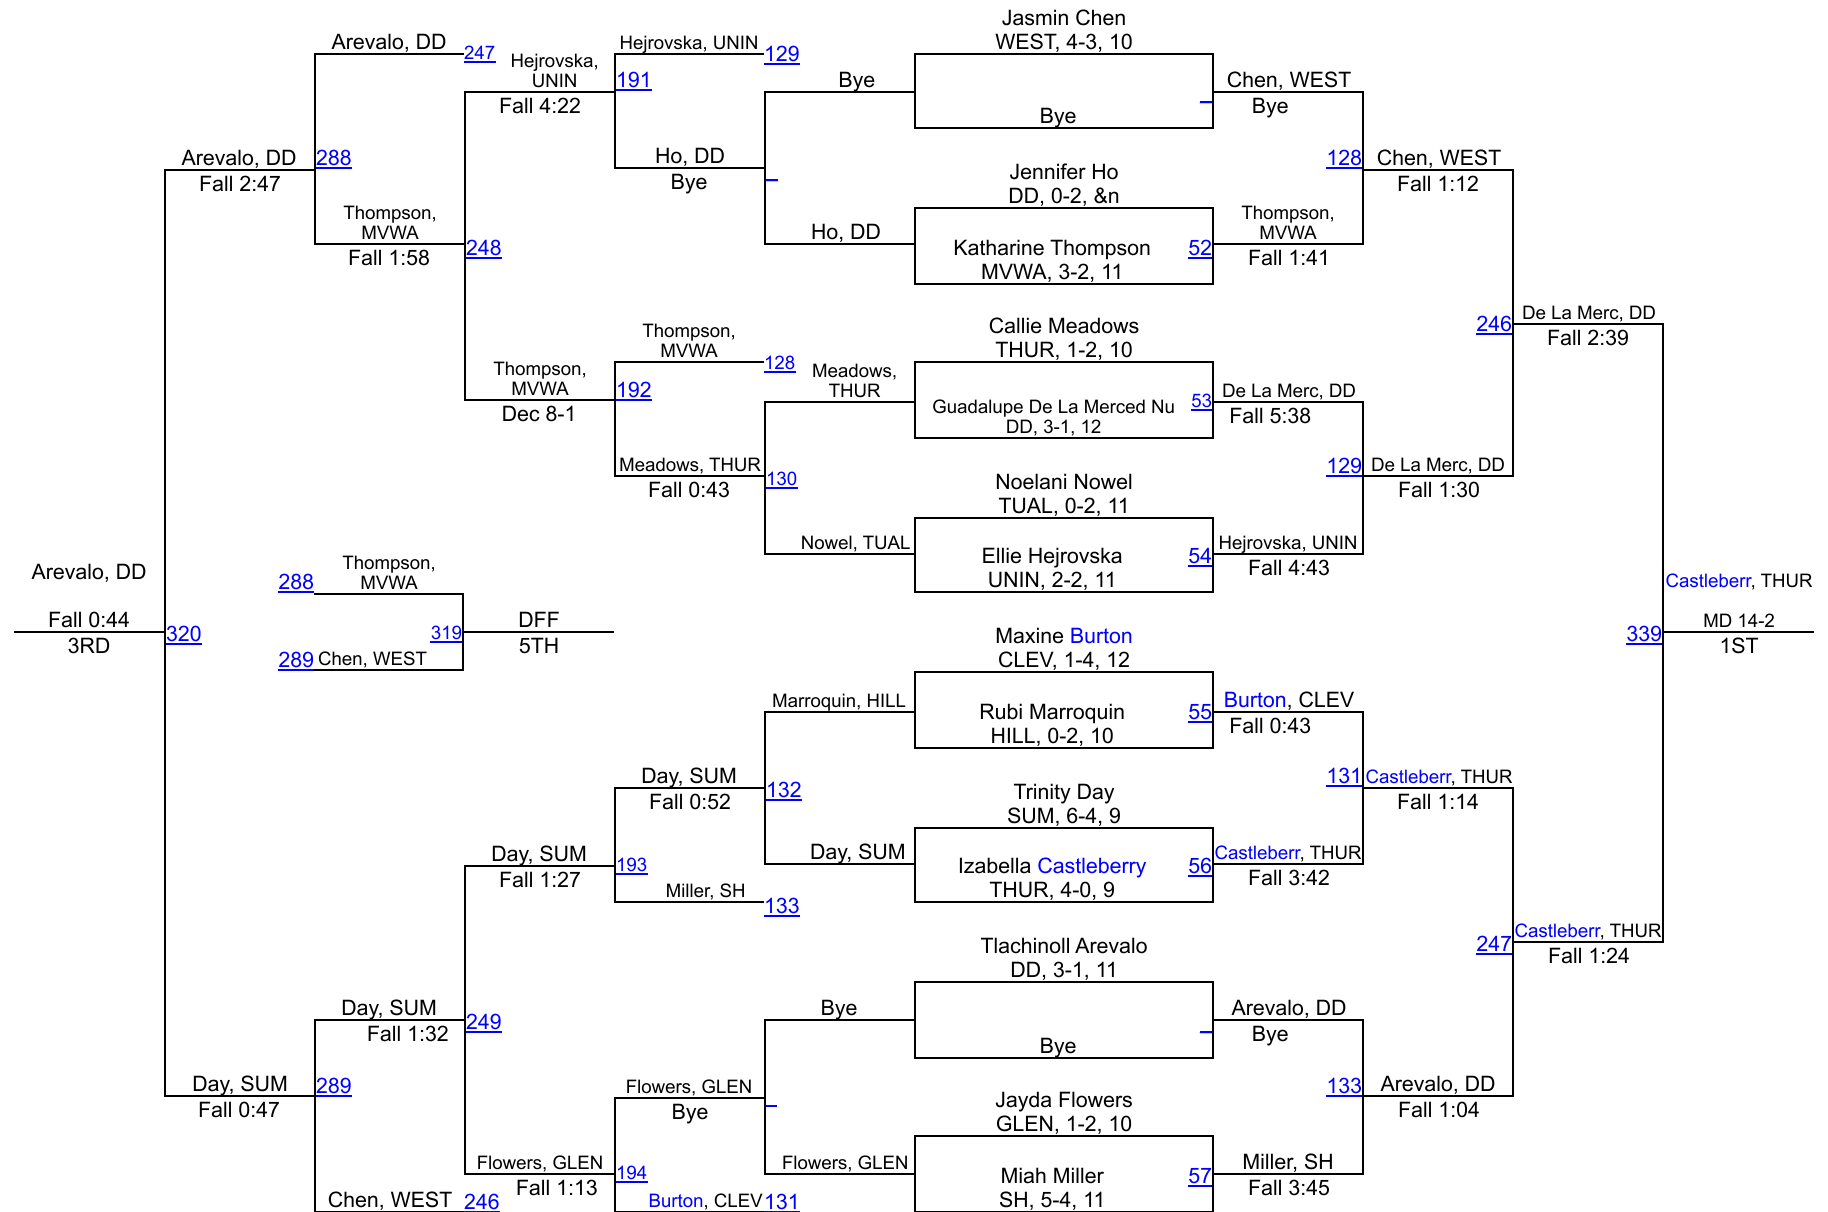 Jasmin Chen
WEST, 4-3, 10
Arevalo, DD
247
Hejrovska,
UNIN
Fall 4:22
Hejrovska, UNIN
129
191
Bye
Bye
Chen, WEST
Bye
Arevalo, DD
Fall 2:47
288
Ho, DD
Bye
Jennifer Ho
DD, 0-2, &n
128
Chen, WEST
Fall 1:12
Thompson,
MVWA
Fall 1:58
248
Ho, DD
Katharine Thompson
MVWA, 3-2, 11
52
Thompson,
MVWA
Fall 1:41
Callie Meadows
THUR, 1-2, 10
246
De La Merc, DD
Fall 2:39
Thompson,
MVWA
128
Thompson,
MVWA
Dec 8-1
192
Meadows,
THUR
Guadalupe De La Merced Nu
DD, 3-1, 12
53
De La Merc, DD
Fall 5:38
Meadows, THUR
Fall 0:43
130
Noelani Nowel
TUAL, 0-2, 11
129
De La Merc, DD
Fall 1:30
Nowel, TUAL
Ellie Hejrovska
UNIN, 2-2, 11
54
Hejrovska, UNIN
Fall 4:43
Arevalo, DD
Fall 0:44
3RD
320
288
Thompson,
MVWA
319
289
Chen, WEST
DFF
5TH
Castleberr, THUR
MD 14-2
1ST
339
Maxine Burton
CLEV, 1-4, 12
Marroquin, HILL
Rubi Marroquin
HILL, 0-2, 10
55
Burton, CLEV
Fall 0:43
Day, SUM
Fall 0:52
132
Trinity Day
SUM, 6-4, 9
131
Castleberr, THUR
Fall 1:14
Day, SUM
Fall 1:27
193
Day, SUM
Izabella Castleberry
THUR, 4-0, 9
56
Castleberr, THUR
Fall 3:42
Miller, SH
133
Tlachinoll Arevalo
DD, 3-1, 11
247
Castleberr, THUR
Fall 1:24
Day, SUM
Fall 1:32
249
Bye
Bye
Arevalo, DD
Bye
Day, SUM
Fall 0:47
289
Flowers, GLEN
Bye
Jayda Flowers
GLEN, 1-2, 10
133
Arevalo, DD
Fall 1:04
Flowers, GLEN
Fall 1:13
194
Flowers, GLEN
Miah Miller
SH, 5-4, 11
57
Miller, SH
Fall 3:45
Chen, WEST
246
Burton, CLEV
131